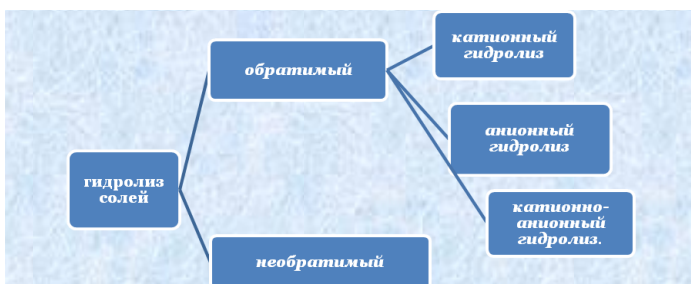 гидролиз
солей
обратимый
необратимый
катионный
гидролиз
анионный
гидролиз
катионно-
анионный
гидролиз.